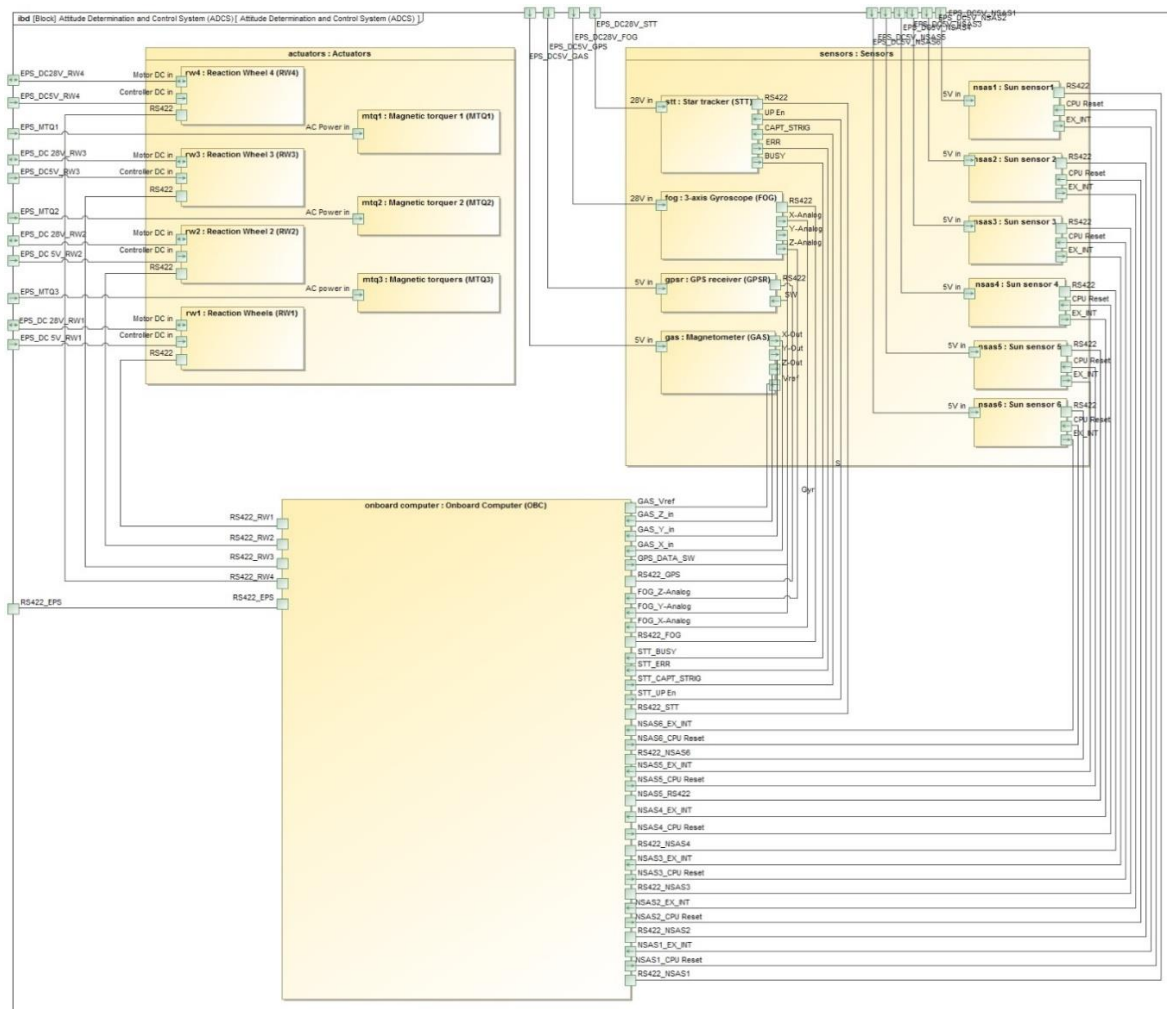 ibd [Block] Attitude Determination and Control System (ADCS)[ Attitude Determination and Control System (ADCS) ]
EPS_DC28V_STT
EPS_DC28V_FOG
EPS_DC5V_GPS
EPS_DC5V_GAS
EPS_DC5V_NSAS1
EPS_DC5V_NSAS2
EPS_DC5V_NSAS3
EPS_DC5V_NSAS4
EPS_DC5V_NSAS5
EPS_DC5V_NSAS6
actuators : Actuators
EPS_DC28V_RW4
Motor DC in
rw4 : Reaction Wheel 4 (RW4)
EPS_DC5V_RW4
Controller DC in
RS422
EPS_MTQ1
AC Power in
mtq1 : Magnetic torquer 1 (MTQ1)
EPS_DC 28V_RW3
Motor DC in
rw3 : Reaction Wheel 3 (RW3)
EPS_DC5V_RW3
Controller DC in
RS422
EPS_MTQ2
AC Power in
mtq2 : Magnetic torquer 2 (MTQ2)
EPS_DC 28V_RW2
Motor DC in
rw2 : Reaction Wheel 2 (RW2)
EPS_DC 5V_RW2
Controller DC in
RS422
EPS_MTQ3
AC power in
mtq3 : Magnetic torquers (MTQ3)
EPS_DC 28V_RW1
Motor DC in
rw1 : Reaction Wheels (RW1)
EPS_DC 5V_RW1
Controller DC in
RS422
sensors : Sensors
28V in
stt : Star tracker (STT)
RS422
UP En
CAPT_STRIG
ERR
BUSY
28V in
fog : 3-axis Gyroscope (FOG)
RS422
X-Analog
Y-Analog
Z-Analog
5V in
gpsr : GPS receiver (GPSR)
RS422
SW
5V in
gas : Magnetometer (GAS)
X-Out
Y-Out
Z-Out
Vref
5V in
nsas1 : Sun sensor1
RS422
CPU Reset
EX_INT
5V in
nsas2 : Sun sensor 2
RS422
CPU Reset
EX_INT
5V in
nsas3 : Sun sensor 3
RS422
CPU Reset
EX_INT
5V in
nsas4 : Sun sensor 4
RS422
CPU Reset
EX_INT
5V in
nsas5 : Sun sensor 5
RS422
CPU Reset
EX_INT
5V in
nsas6 : Sun sensor 6
RS422
CPU Reset
EX_INT
S
Gyr
onboard computer : Onboard Computer (OBC)
RS422_RW1
RS422_RW2
RS422_RW3
RS422_RW4
RS422_EPS
RS422_EPS
GAS_Vref
GAS_Z_in
GAS_Y_in
GAS_X_in
GPS_DATA_SW
RS422_GPS
FOG_Z-Analog
FOG_Y-Analog
FOG_X-Analog
RS422_FOG
STT_BUSY
STT_ERR
STT_CAPT_STRIG
STT_UP En
RS422_STT
NSAS6_EX_INT
NSAS6_CPU Reset
RS422_NSAS6
NSAS5_EX_INT
NSAS5_CPU Reset
NSAS5_RS422
NSAS4_EX_INT
NSAS4_CPU Reset
RS422_NSAS4
NSAS3_EX_INT
NSAS3_CPU Reset
RS422_NSAS3
NSAS2_EX_INT
NSAS2_CPU Reset
RS422_NSAS2
NSAS1_EX_INT
NSAS1_CPU Reset
RS422_NSAS1